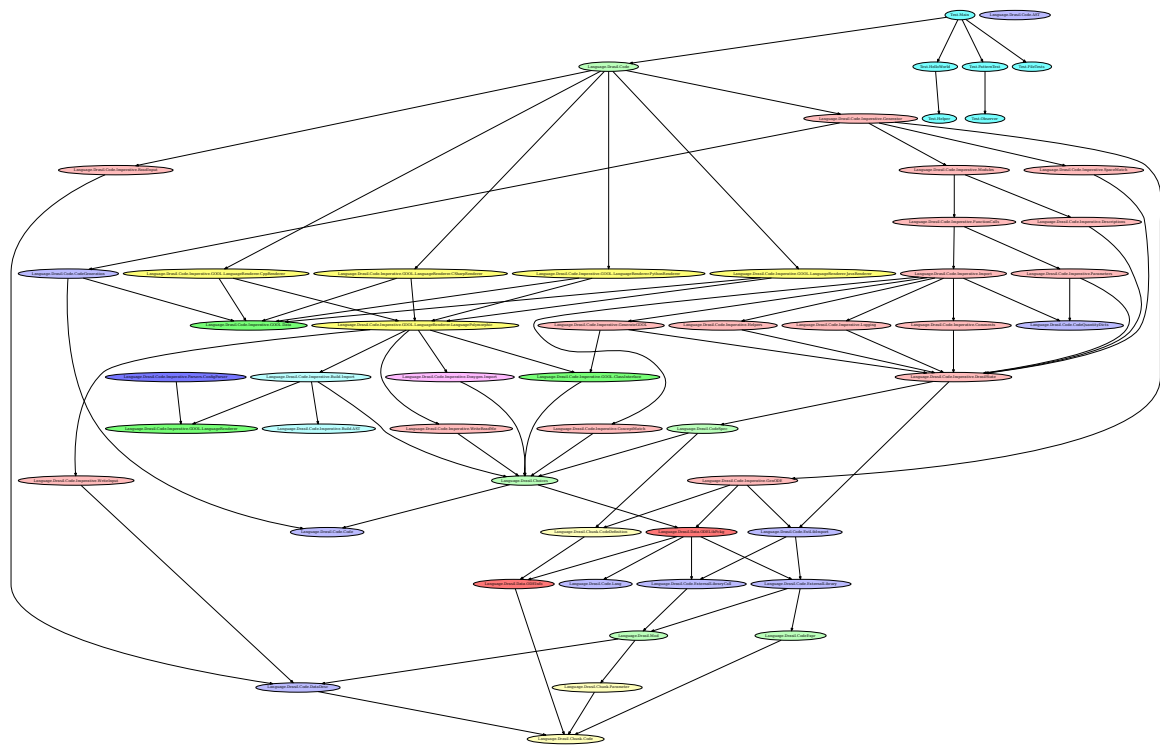 Test.Main
Language.Drasil.Code.AST
Language.Drasil.Code
Test.HelloWorld
Test.PatternTest
Test.FileTests
Language.Drasil.Code.Imperative.Generator
Test.Helper
Test.Observer
Language.Drasil.Code.Imperative.ReadInput
Language.Drasil.Code.Imperative.Modules
Language.Drasil.Code.Imperative.SpaceMatch
Language.Drasil.Code.Imperative.FunctionCalls
Language.Drasil.Code.Imperative.Descriptions
Language.Drasil.Code.CodeGeneration
Language.Drasil.Code.Imperative.GOOL.LanguageRenderer.CppRenderer
Language.Drasil.Code.Imperative.GOOL.LanguageRenderer.CSharpRenderer
Language.Drasil.Code.Imperative.GOOL.LanguageRenderer.PythonRenderer
Language.Drasil.Code.Imperative.GOOL.LanguageRenderer.JavaRenderer
Language.Drasil.Code.Imperative.Import
Language.Drasil.Code.Imperative.Parameters
Language.Drasil.Code.Imperative.GOOL.Data
Language.Drasil.Code.Imperative.GOOL.LanguageRenderer.LanguagePolymorphic
Language.Drasil.Code.Imperative.GenerateGOOL
Language.Drasil.Code.Imperative.Helpers
Language.Drasil.Code.Imperative.Logging
Language.Drasil.Code.Imperative.Comments
Language.Drasil.Code.CodeQuantityDicts
Language.Drasil.Code.Imperative.Build.Import
Language.Drasil.Code.Imperative.Doxygen.Import
Language.Drasil.Code.Imperative.GOOL.ClassInterface
Language.Drasil.Code.Imperative.DrasilState
Language.Drasil.Code.Imperative.GOOL.LanguageRenderer
Language.Drasil.Code.Imperative.Build.AST
Language.Drasil.Code.Imperative.WriteReadMe
Language.Drasil.Code.Imperative.ConceptMatch
Language.Drasil.CodeSpec
Language.Drasil.Code.Imperative.WriteInput
Language.Drasil.Choices
Language.Drasil.Code.Imperative.GenODE
Language.Drasil.Code.Code
Language.Drasil.Chunk.CodeDefinition
Language.Drasil.Data.ODELibPckg
Language.Drasil.Code.ExtLibImport
Language.Drasil.Data.ODEInfo
Language.Drasil.Code.Lang
Language.Drasil.Code.ExternalLibraryCall
Language.Drasil.Code.ExternalLibrary
Language.Drasil.Mod
Language.Drasil.CodeExpr
Language.Drasil.Code.DataDesc
Language.Drasil.Chunk.Parameter
Language.Drasil.Chunk.Code